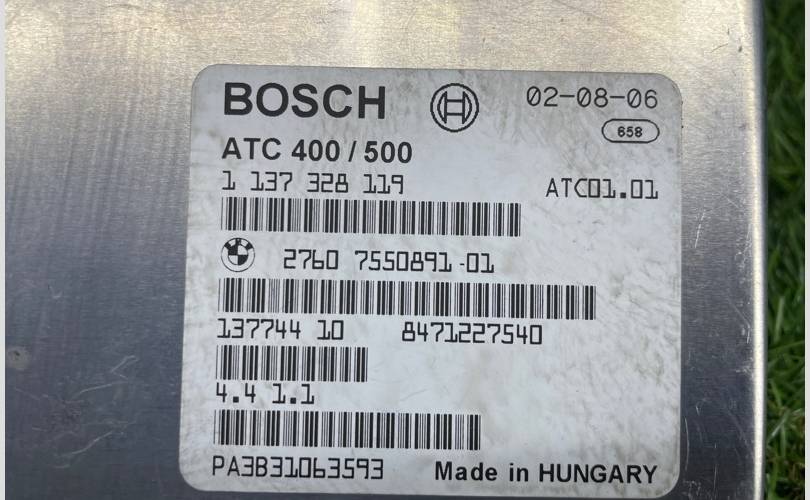 BOSCH 02-08-06
658
ATC 400 / 500
1 137 328 119 ATC01.01
2760 7550891-01
137744 10 8471227540
4.4 1.1
PA3B31063593 Made in HUNGARY